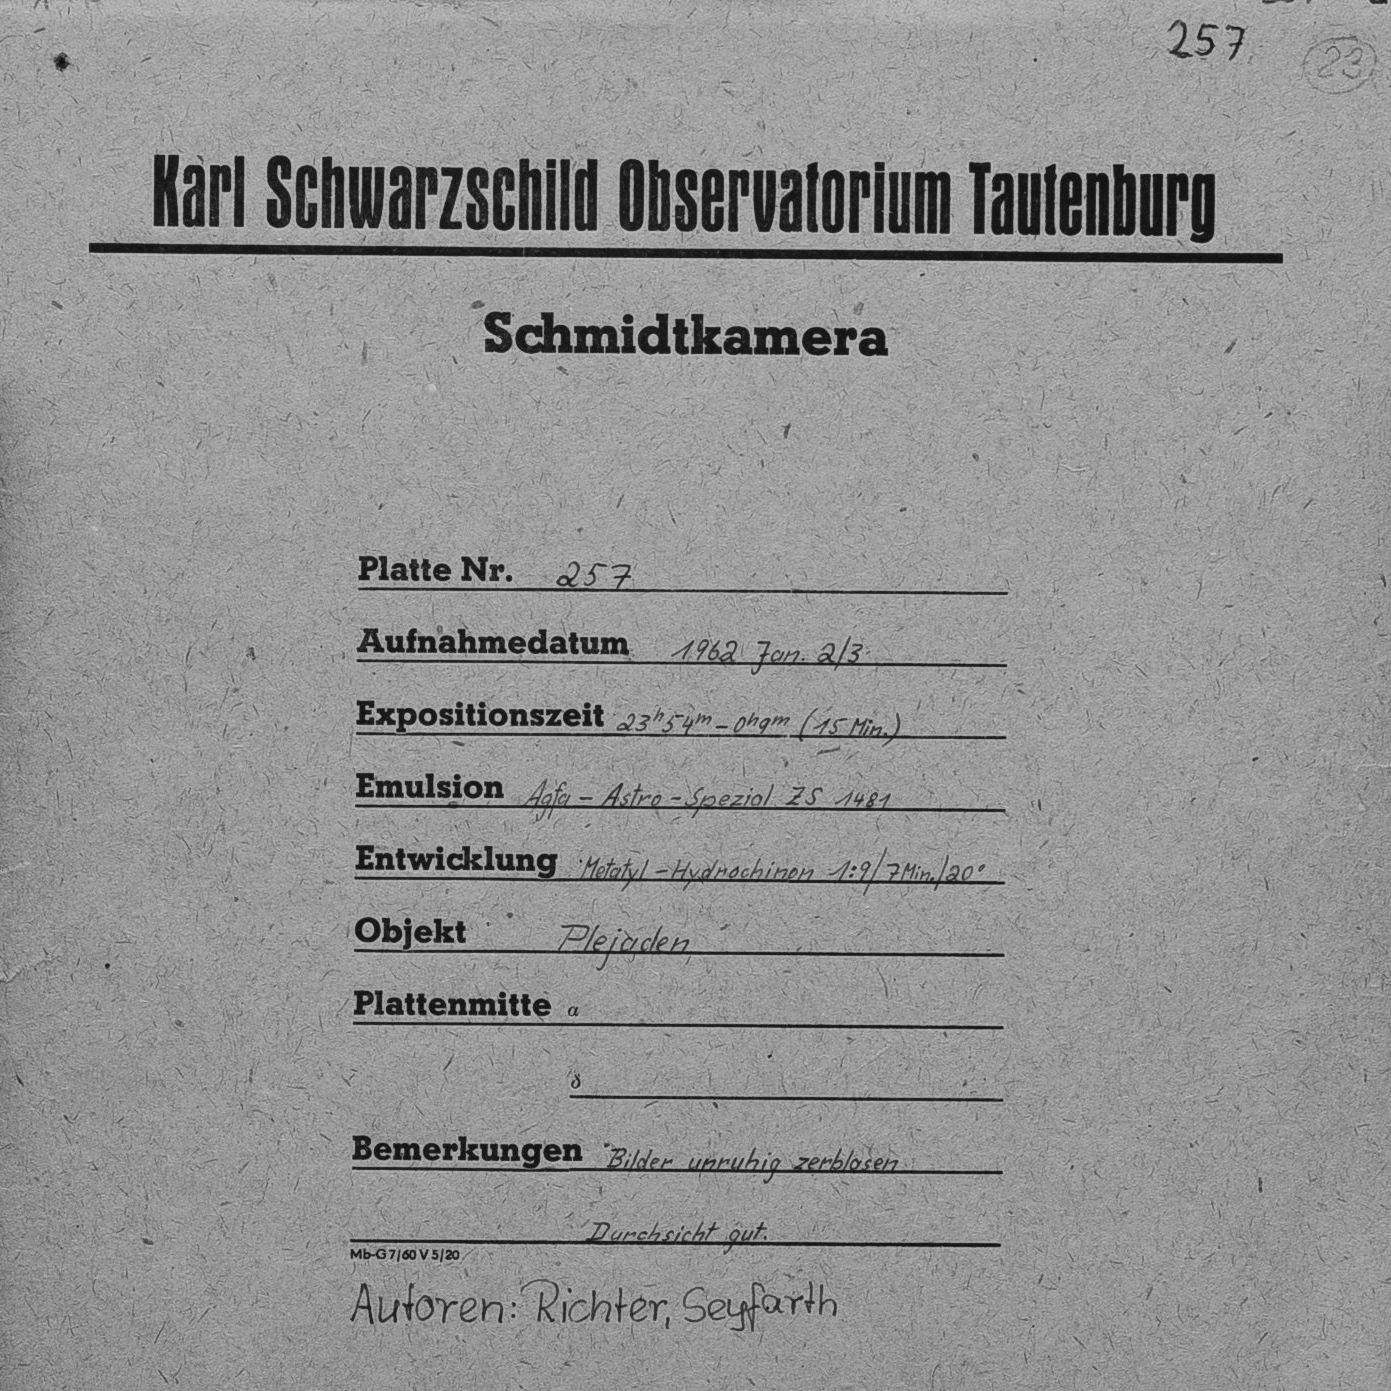 257 23
Karl Schwarzschild Observatorium Tautenburg
Schmidtkamera
Platte Nr. 257
Aufnahmedatum 1962 Jan. 2/3
Expositionszeit 23h54m – 0h9m (15 Min.)
Emulsion Agfa – Astro – Spezial ZS 1481
Entwicklung Metatyl – Hydrochinon 1:9/7Min./20°
Objekt Plejaden
Plattenmitte α
δ
Bemerkungen Bilder unruhig zerblasen
Durchsicht gut.
Mb-G 7/60 V 5/20
Autoren: Richter, Seyfarth